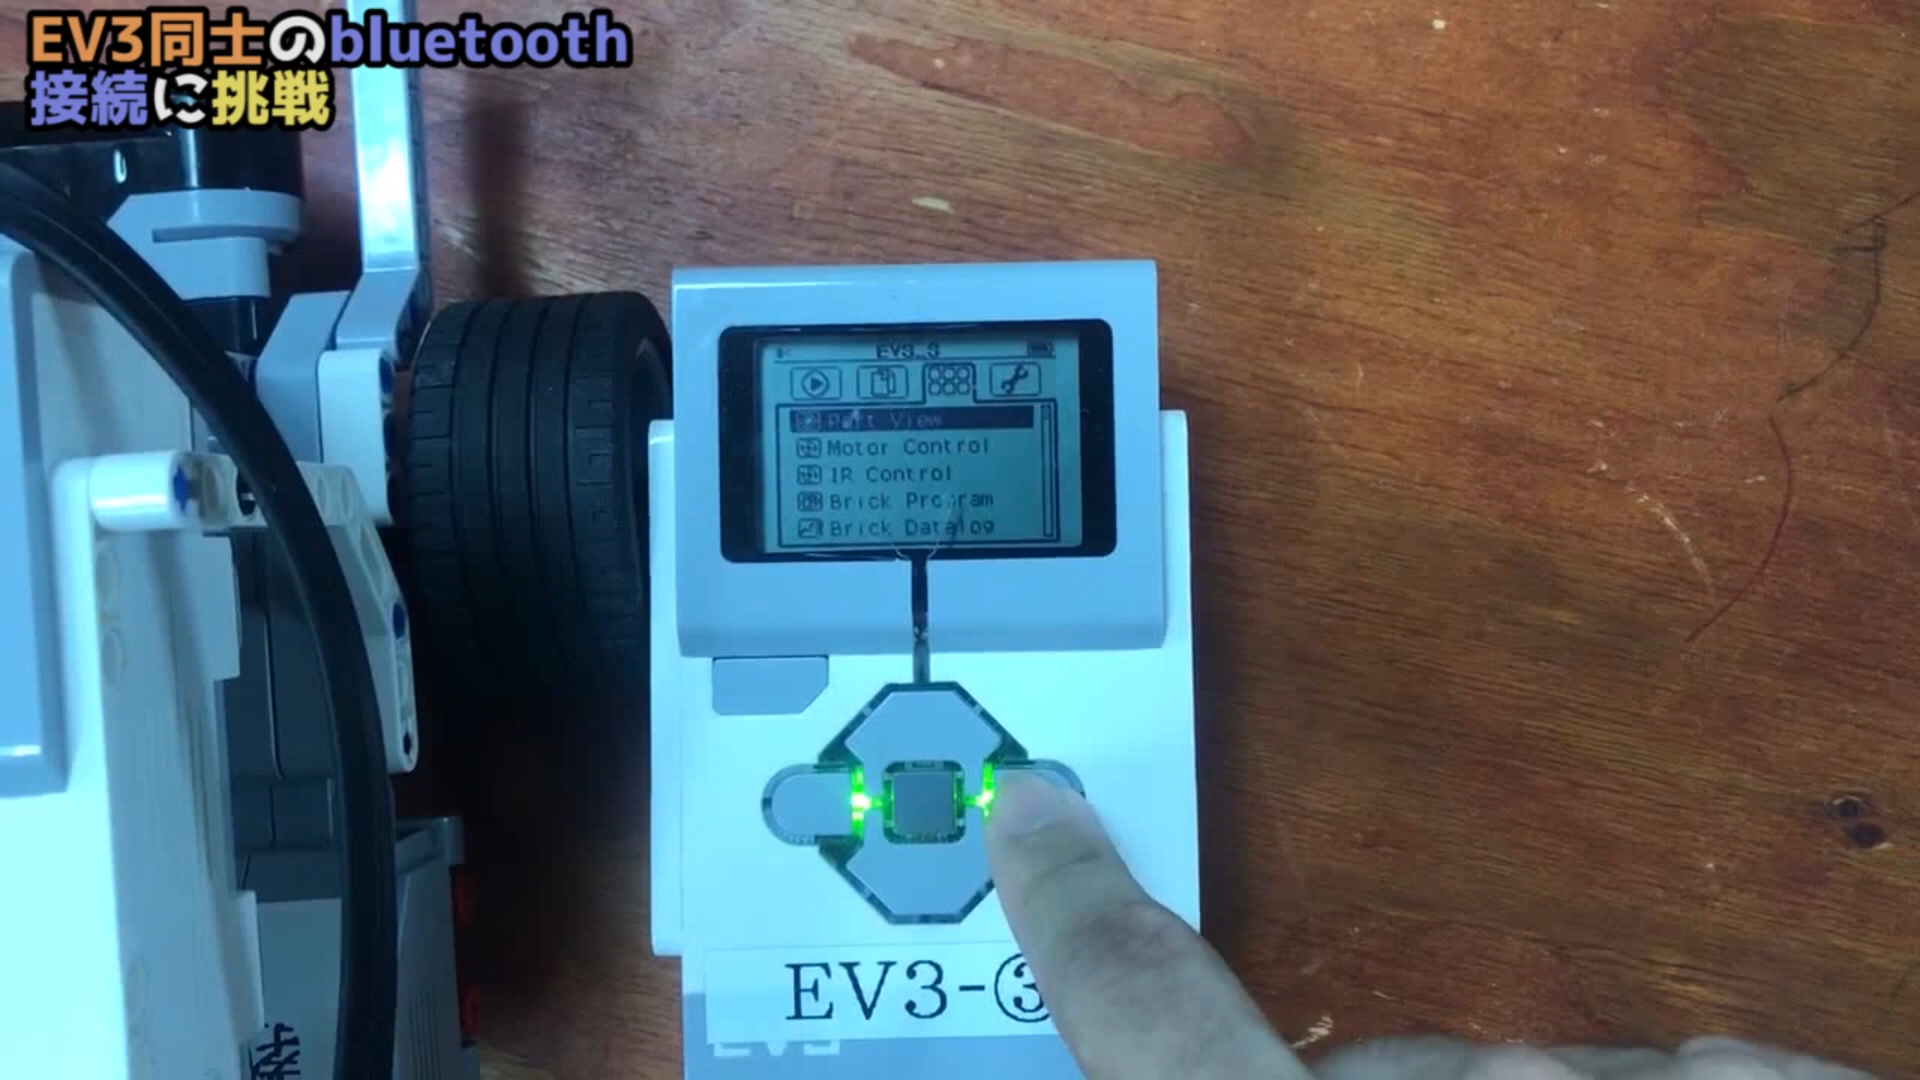 EV3同士のbluetooth
接続に挑戦
EV3_3
Port View
Motor Control
IR Control
Brick Program
Brick Datalog
EV3-③
EV3